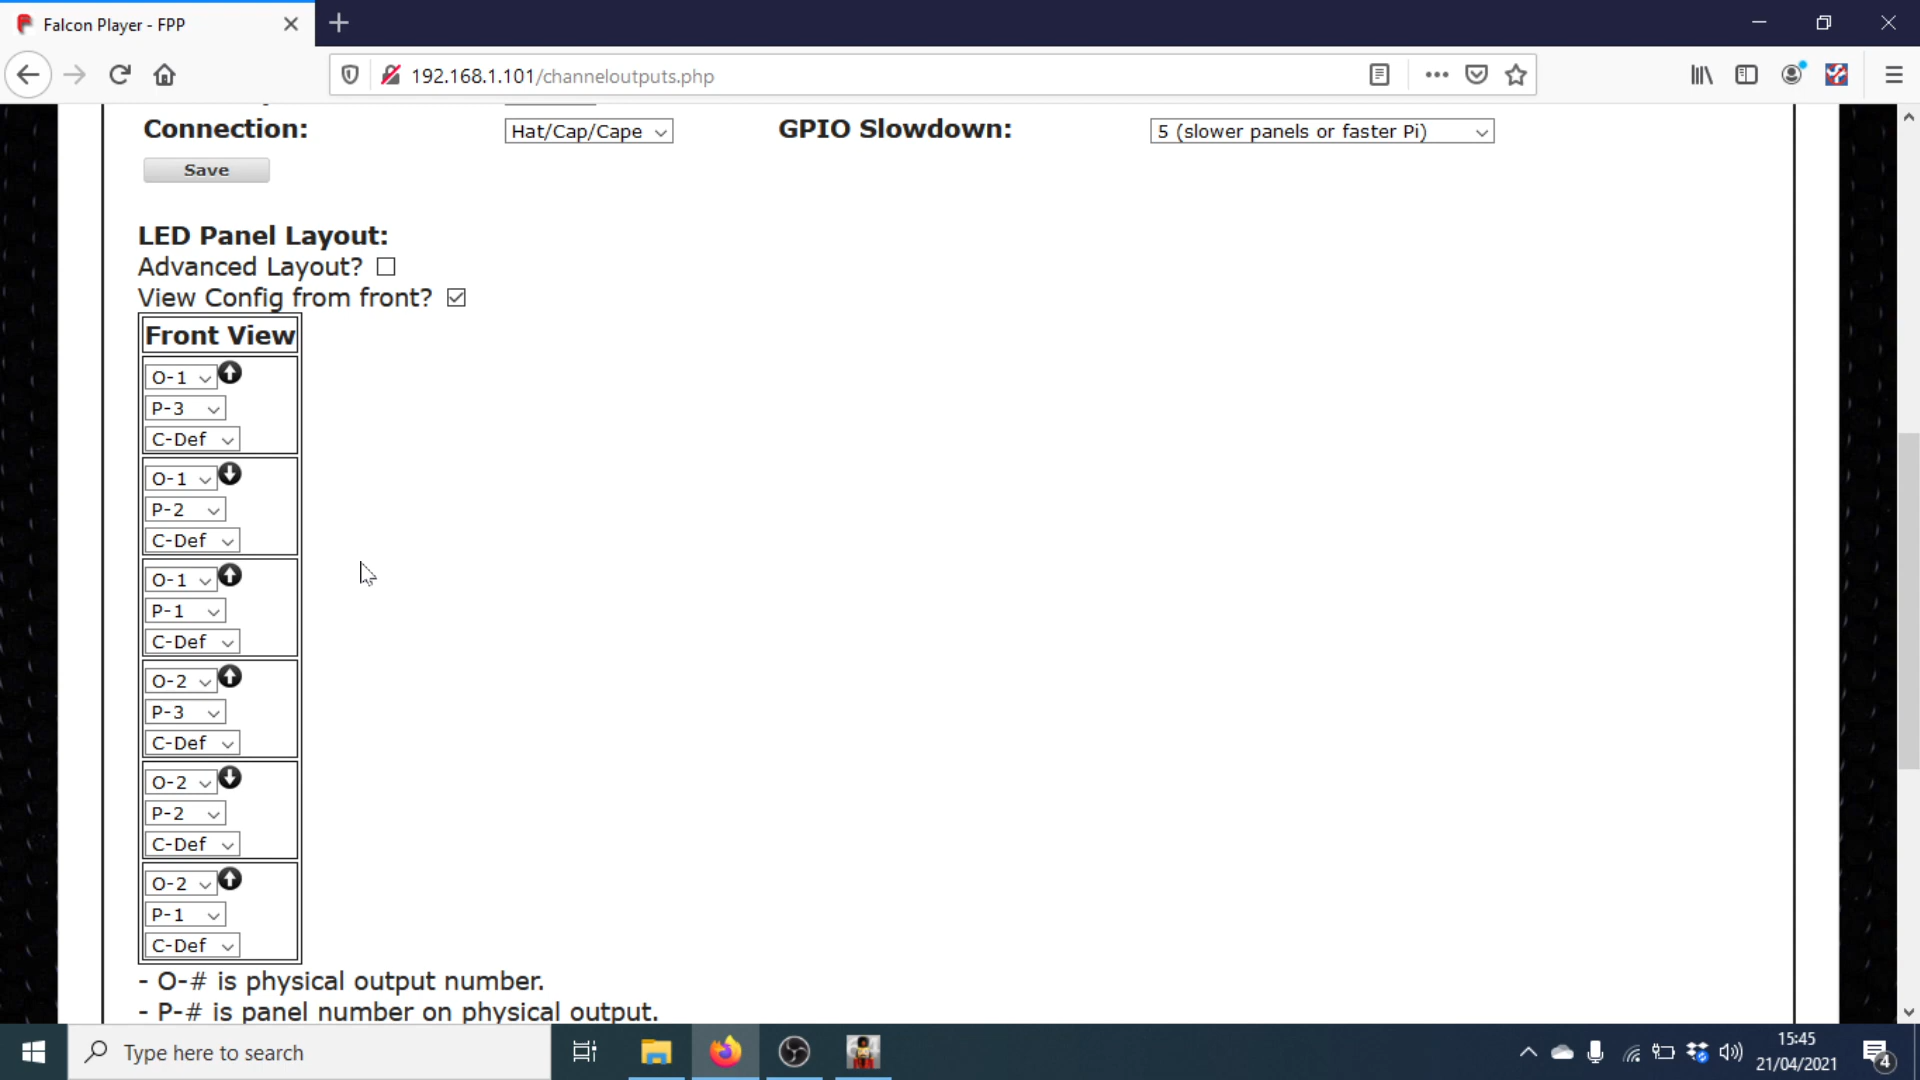 Falcon Player - FPP
192.168.1.101/channeloutputs.php
Connection: Hat/Cap/Cape GPIO Slowdown: 5 (slower panels or faster Pi)
Save
LED Panel Layout:
Advanced Layout?
View Config from front?
Front View
O-1
P-3
C-Def
O-1
P-2
C-Def
O-1
P-1
C-Def
O-2
P-3
C-Def
O-2
P-2
C-Def
O-2
P-1
C-Def
- O-# is physical output number.
- P-# is panel number on physical output.
Type here to search
15:45
21/04/2021
4